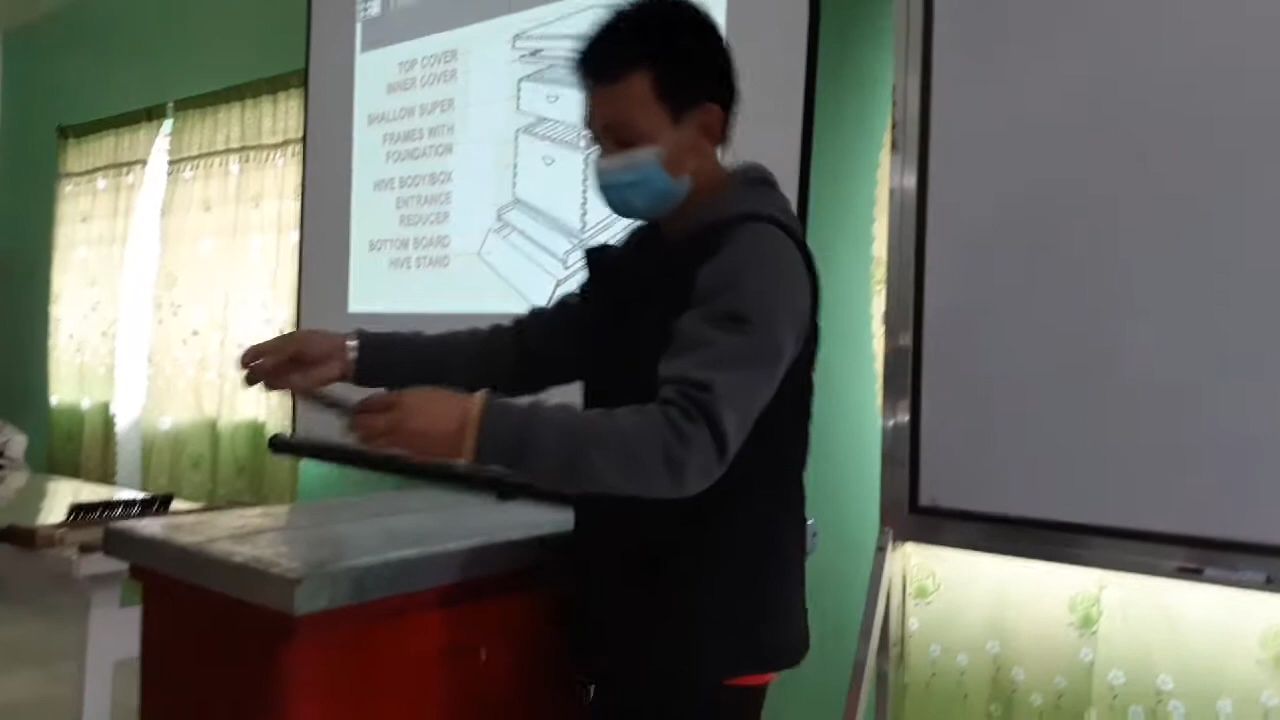 TOP COVER
INNER COVER
SHALLOW SUPER
FRAMES WITH
FOUNDATION
HIVE BODY/BOX
ENTRANCE
REDUCER
BOTTOM BOARD
HIVE STAND